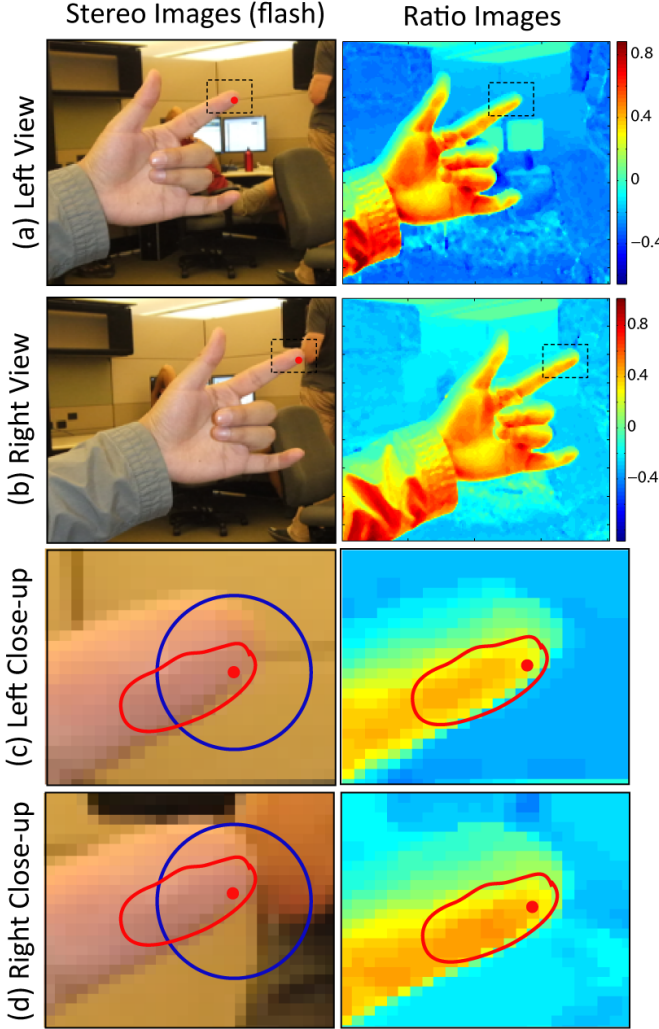 Stereo Images (flash)
Ratio Images
(a) Left View
0.8
0.4
0
−0.4
(b) Right View
0.8
0.4
0
−0.4
(c) Left Close-up
(d) Right Close-up